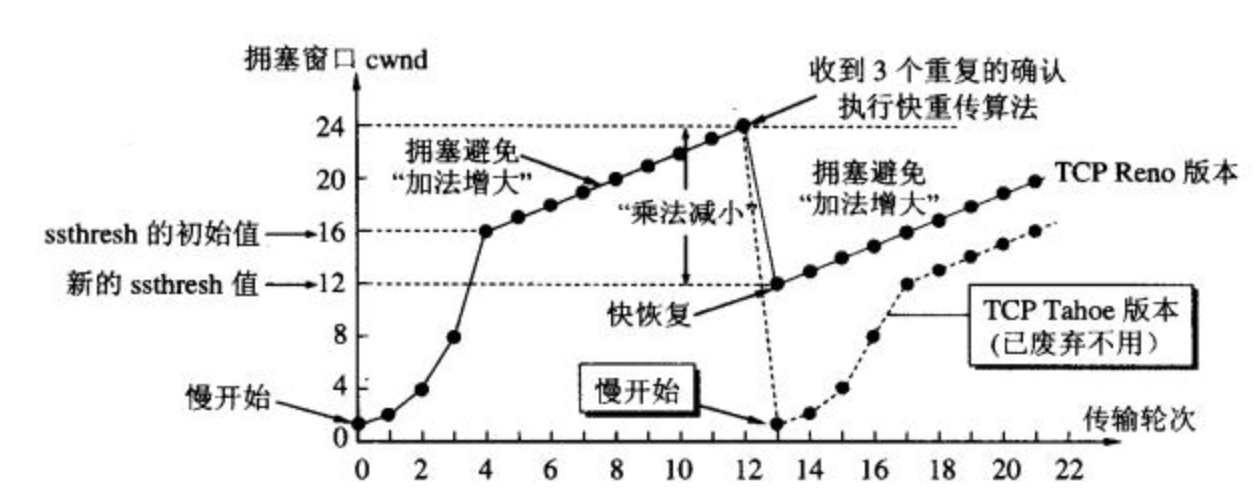 拥塞窗口 cwnd
收到 3 个重复的确认
执行快重传算法
24
拥塞避免
“加法增大”
20
“乘法减小”
拥塞避免
“加法增大”
TCP Reno 版本
ssthresh 的初始值
16
新的 ssthresh 值
12
快恢复
TCP Tahoe 版本
(已废弃不用）
8
慢开始
4
慢开始
0
传输轮次
0 2 4 6 8 10 12 14 16 18 20 22